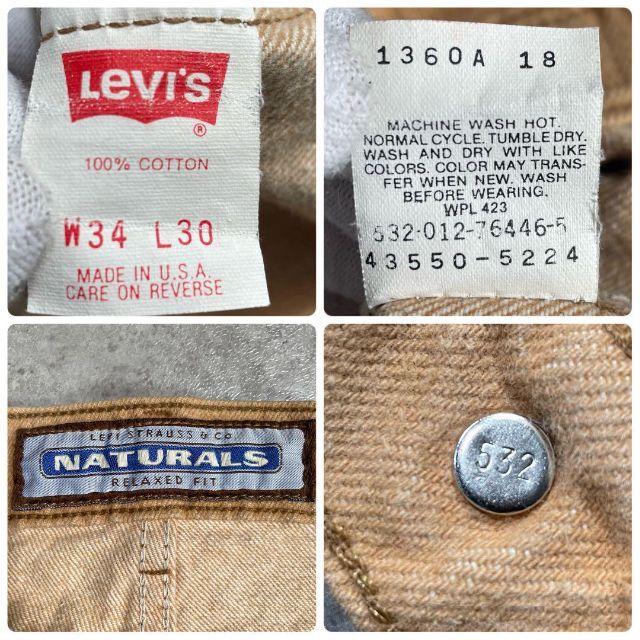 Levi's
®
100% COTTON
W34 L30
MADE IN U.S.A.
CARE ON REVERSE
1360A 18
MACHINE WASH HOT.
NORMAL CYCLE. TUMBLE DRY.
WASH AND DRY WITH LIKE
COLORS. COLOR MAY TRANS-
FER WHEN NEW. WASH
BEFORE WEARING.
WPL 423
532-012-76446-5
43550-5224
LEVI STRAUSS & CO
NATURALS
RELAXED FIT
532